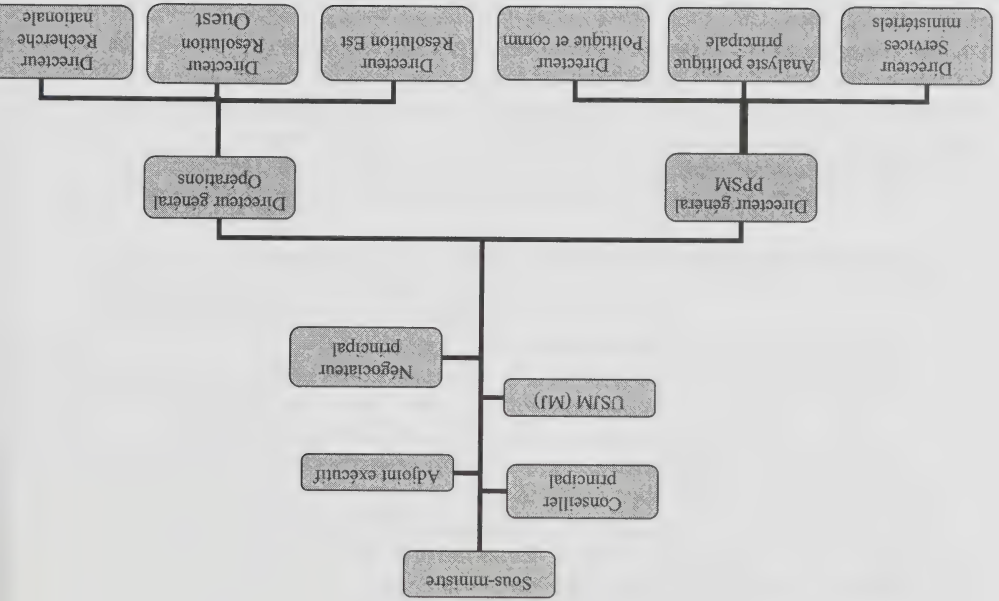 Sous-ministre
Conseiller
principal
Adjoint exécutif
USJM (MJ)
Négociateur
principal
Directeur général
PPSM
Directeur général
Opérations
Directeur
Services
ministériels
Analyste politique
principale
Directeur
Politique et comm
Directeur
Résolution Est
Directeur
Résolution
Ouest
Directeur
Recherche
nationale